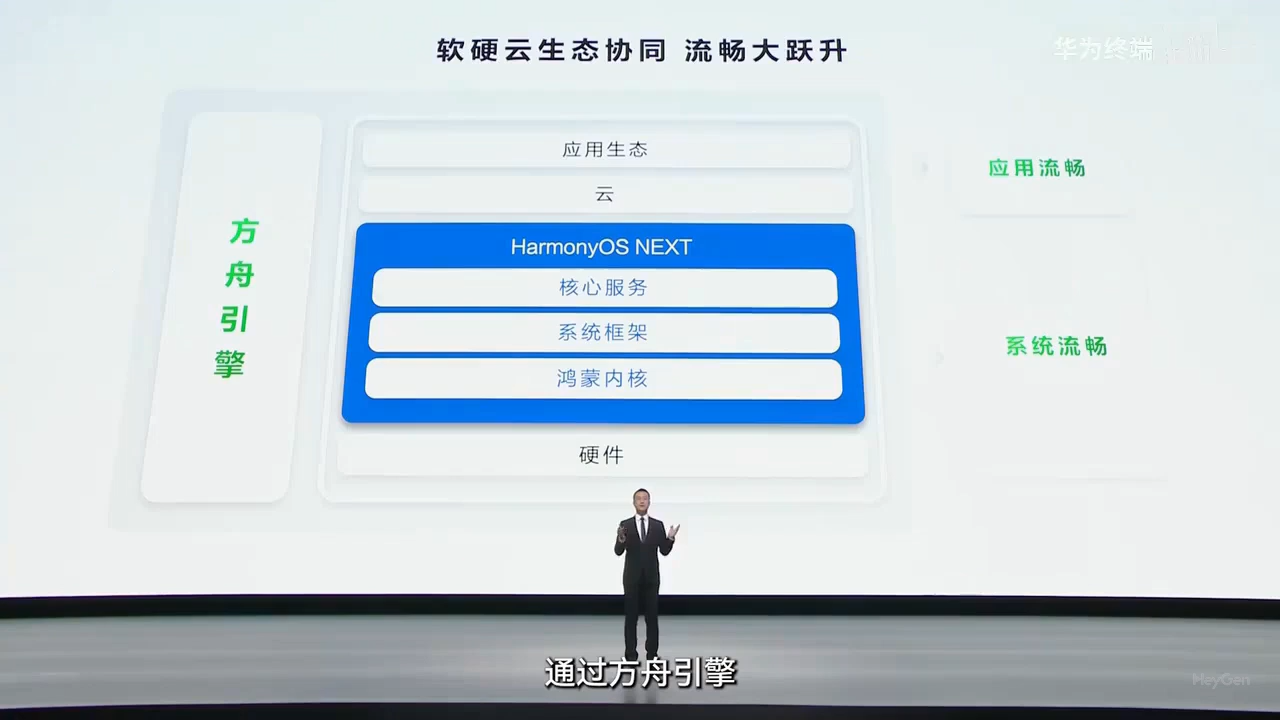 软硬云生态协同 流畅大跃升
华为终端
方舟引擎
应用生态
云
HarmonyOS NEXT
核心服务
系统框架
鸿蒙内核
硬件
应用流畅
系统流畅
通过方舟引擎
HeyGen